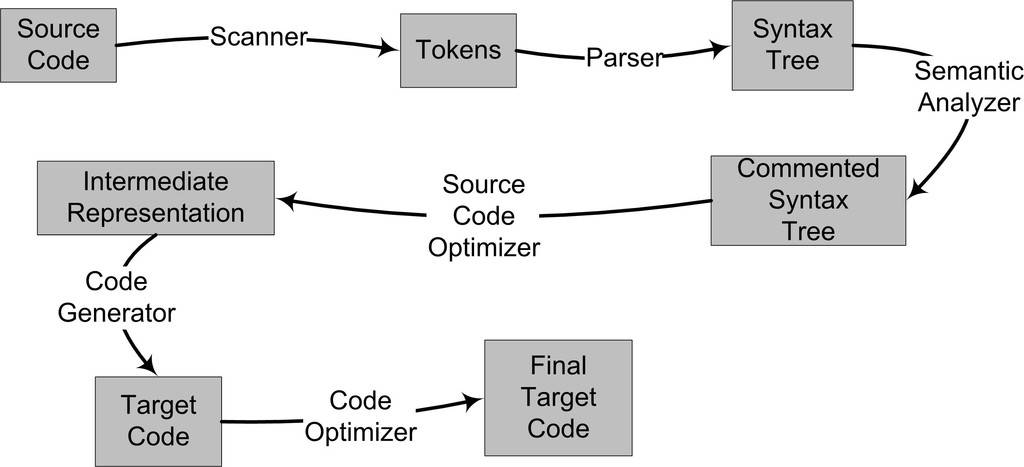 Source
Code
Scanner
Tokens
Parser
Syntax
Tree
Semantic
Analyzer
Commented
Syntax
Tree
Source
Code
Optimizer
Intermediate
Representation
Code
Generator
Target
Code
Code
Optimizer
Final
Target
Code